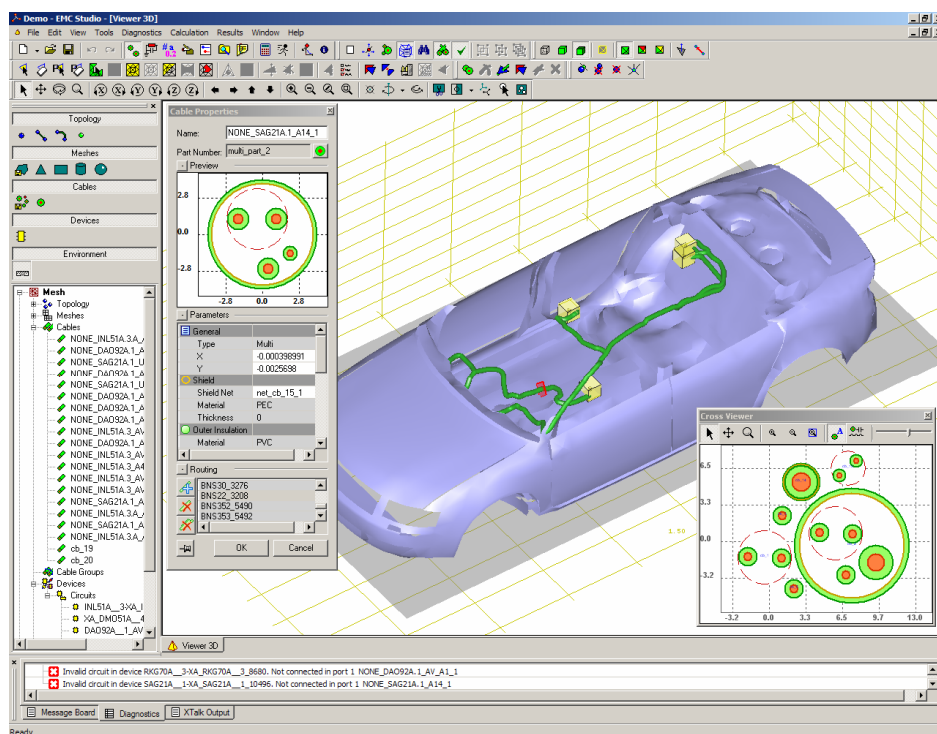 Demo - EMC Studio - [Viewer 3D]
File Edit View Tools Diagnostics Calculation Results Window Help
Topology
Meshes
Cables
Devices
Environment
Mesh
Topology
Meshes
Cables
NONE_INL51A.3.A_
NONE_DAO92A.1_A
NONE_SAG21A.1_U
NONE_DAO92A.1_A
NONE_SAG21A.1_U
NONE_DAO92A.1_A
NONE_DAO92A.1_A
NONE_DAO92A.1_A
NONE_DAO92A.1_A
NONE_INL51A.3_AV
NONE_DAO92A.1_A
NONE_INL51A.3_AV
NONE_INL51A.3_A4
NONE_INL51A.3_AV
NONE_INL51A.3_AV
NONE_SAG21A.1_A
NONE_INL51A.3.A_
NONE_SAG21A.1_A
NONE_INL51A.3.A_
cb_19
cb_20
Cable Groups
Devices
Circuits
INL51A__3-XA_I
XA_DMO51A__4
DAO92A__1_AV
Cable Properties
Name: NONE_SAG21A.1_A14_1
Part Number: multi_part_2
Preview
2.8
0.0
-2.8
-2.8 0.0 2.8
Parameters
General
Type Multi
X -0.000398991
Y -0.0025698
Shield
Shield Net net_cb_15_1
Material PEC
Thickness 0
Outer Insulation
Material PVC
Routing
BNS30_3276
BNS22_3208
BNS352_5490
BNS353_5492
OK Cancel
1.50
Cross Viewer
6.5
3.3
0.0
-3.2
-3.2 0.0 3.3 6.5 9.7 13.0
Viewer 3D
Invalid circuit in device RKG70A__3-XA_RKG70A__3_8680. Not connected in port 1 NONE_DAO92A.1_AV_A1_1
Invalid circuit in device SAG21A__1-XA_SAG21A__1_10496. Not connected in port 1 NONE_SAG21A.1_A14_1
Message Board Diagnostics XTalk Output
Ready